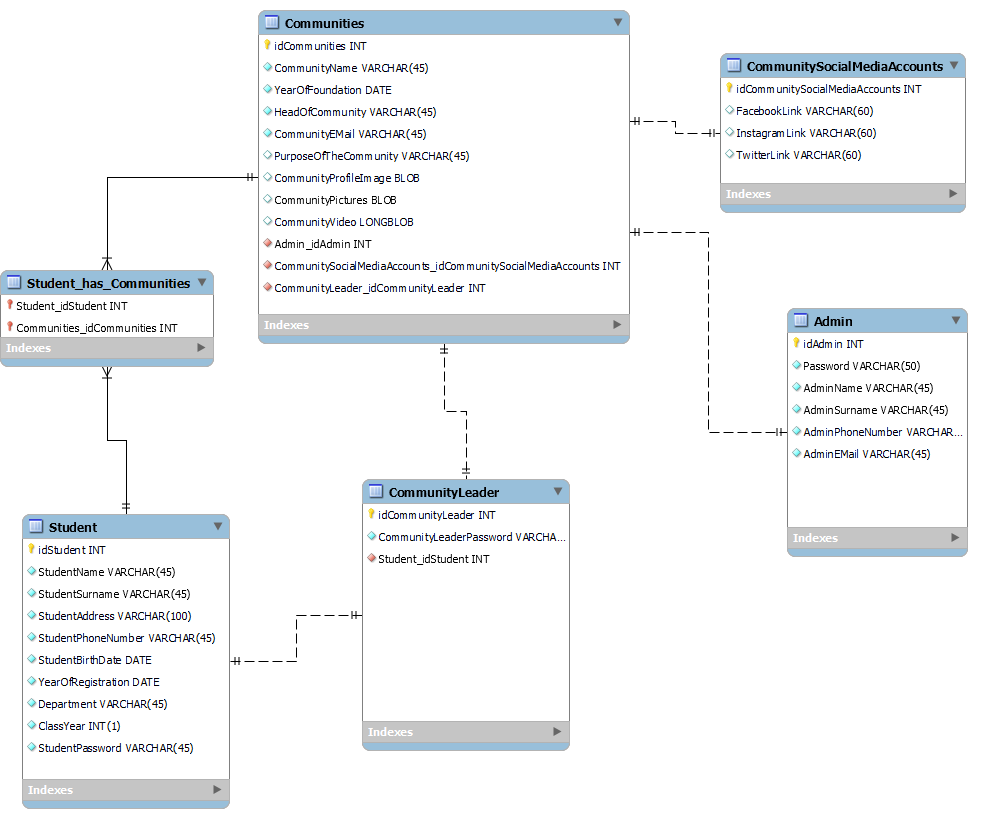 Communities
idCommunities INT
CommunityName VARCHAR(45)
YearOfFoundation DATE
HeadOfCommunity VARCHAR(45)
CommunityEMail VARCHAR(45)
PurposeOfTheCommunity VARCHAR(45)
CommunityProfileImage BLOB
CommunityPictures BLOB
CommunityVideo LONGBLOB
Admin_idAdmin INT
CommunitySocialMediaAccounts_idCommunitySocialMediaAccounts INT
CommunityLeader_idCommunityLeader INT
Indexes
CommunitySocialMediaAccounts
idCommunitySocialMediaAccounts INT
FacebookLink VARCHAR(60)
InstagramLink VARCHAR(60)
TwitterLink VARCHAR(60)
Indexes
Student_has_Communities
Student_idStudent INT
Communities_idCommunities INT
Indexes
Admin
idAdmin INT
Password VARCHAR(50)
AdminName VARCHAR(45)
AdminSurname VARCHAR(45)
AdminPhoneNumber VARCHAR...
AdminEMail VARCHAR(45)
Indexes
CommunityLeader
idCommunityLeader INT
CommunityLeaderPassword VARCHA...
Student_idStudent INT
Indexes
Student
idStudent INT
StudentName VARCHAR(45)
StudentSurname VARCHAR(45)
StudentAddress VARCHAR(100)
StudentPhoneNumber VARCHAR(45)
StudentBirthDate DATE
YearOfRegistration DATE
Department VARCHAR(45)
ClassYear INT(1)
StudentPassword VARCHAR(45)
Indexes